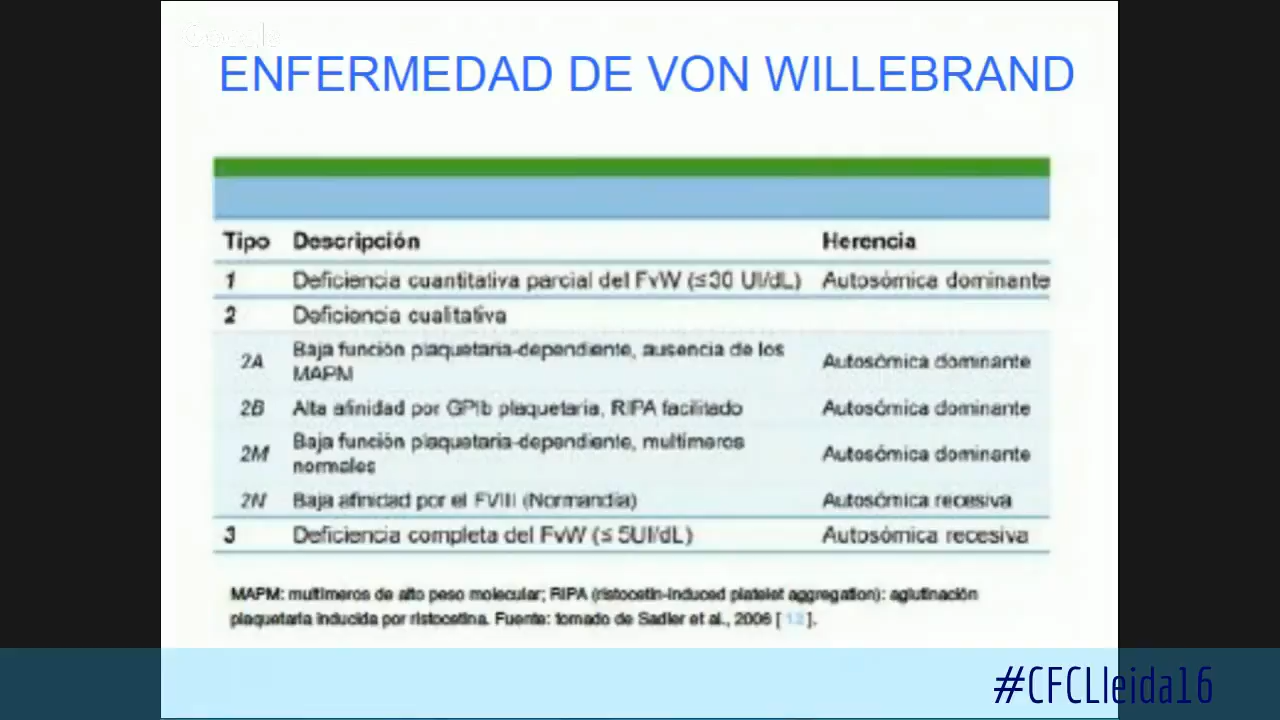 ENFERMEDAD DE VON WILLEBRAND
Tipo Descripción Herencia
1 Deficiencia cuantitativa parcial del FvW (≤30 UI/dL) Autosómica dominante
2 Deficiencia cualitativa
2A Baja función plaquetaria-dependiente, ausencia de los MAPM Autosómica dominante
2B Alta afinidad por GPIb plaquetaria, RIPA facilitado Autosómica dominante
2M Baja función plaquetaria-dependiente, multímeros normales Autosómica dominante
2N Baja afinidad por el FVIII (Normandía) Autosómica recesiva
3 Deficiencia completa del FvW (≤ 5UI/dL) Autosómica recesiva
MAPM: multímeros de alto peso molecular; RIPA (ristocetin-induced platelet aggregation): aglutinación
plaquetaria inducida por ristocetina. Fuente: tomado de Sadler et al., 2006 [ ].
#CFCLleida16